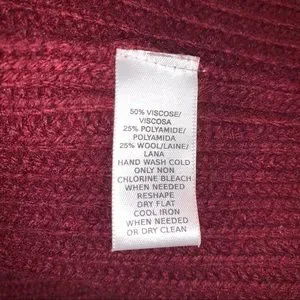 50% VISCOSE/
VISCOSA
25% POLYAMIDE/
POLYAMIDA
25% WOOL/LAINE/
LANA
HAND WASH COLD
ONLY NON
CHLORINE BLEACH
WHEN NEEDED
RESHAPE
DRY FLAT
COOL IRON
WHEN NEEDED
OR DRY CLEAN